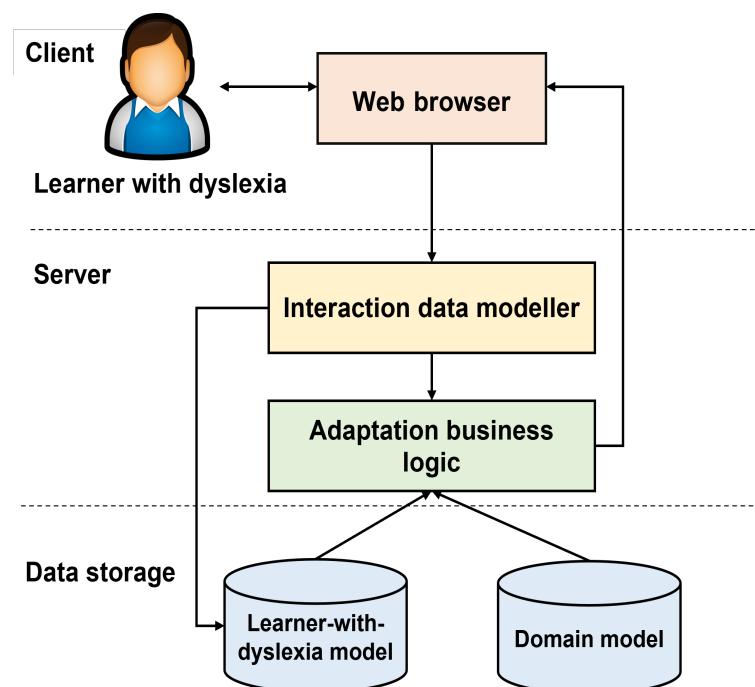 Client
Web browser
Learner with dyslexia
Server
Interaction data modeller
Adaptation business
logic
Data storage
Learner-with-
dyslexia model
Domain model